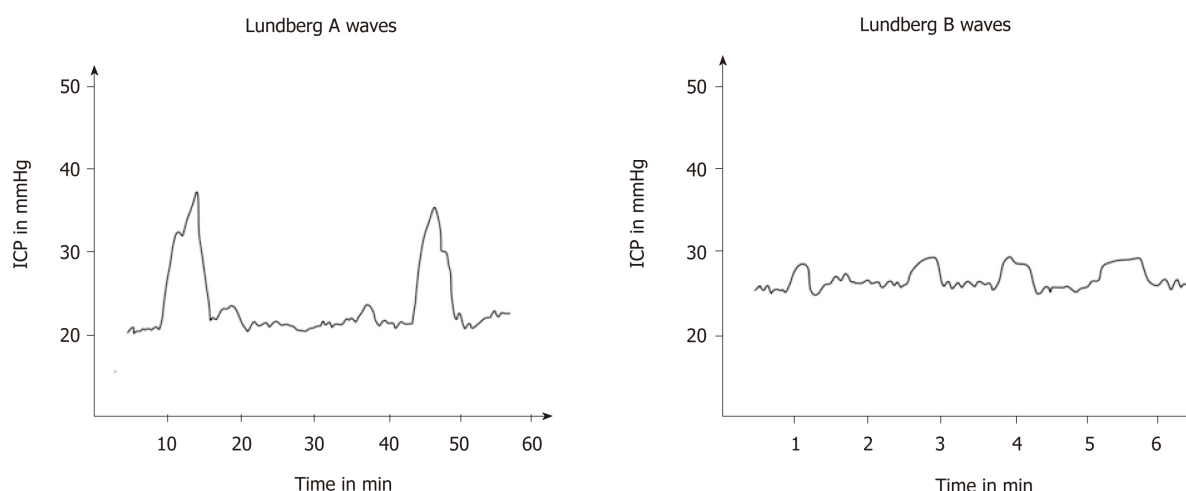 Lundberg A waves
50
40
30
20
ICP in mmHg
10 20 30 40 50 60
Time in min
Lundberg B waves
50
40
30
20
ICP in mmHg
1 2 3 4 5 6
Time in min